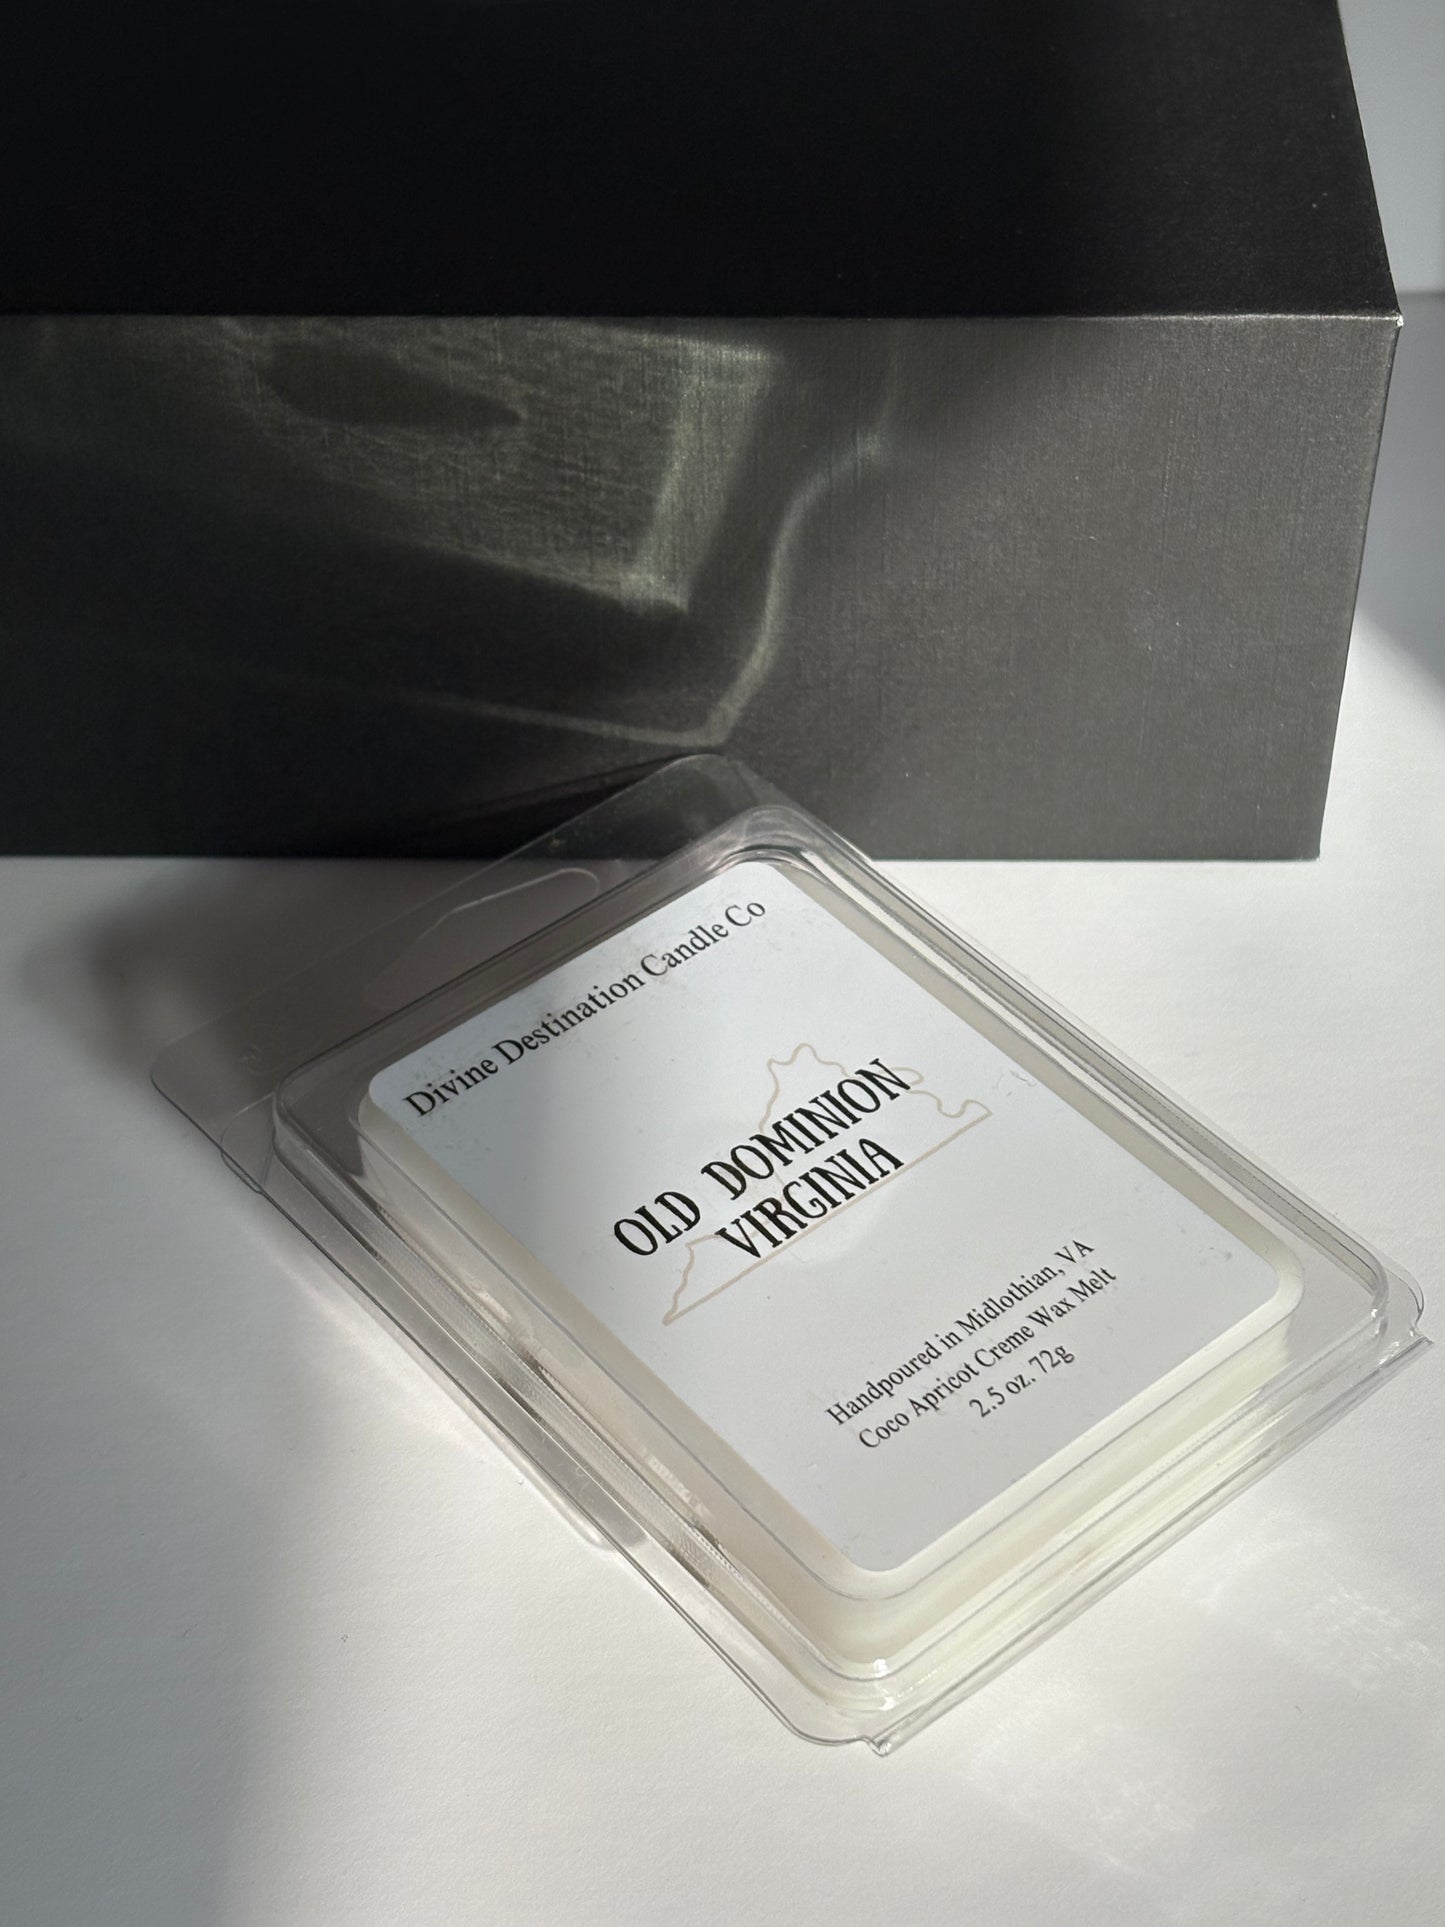 Divine Destination Candle Co
OLD DOMINION
VIRGINIA
Handpoured in Midlothian, VA
Coco Apricot Creme Wax Melt
2.5 oz. 72g